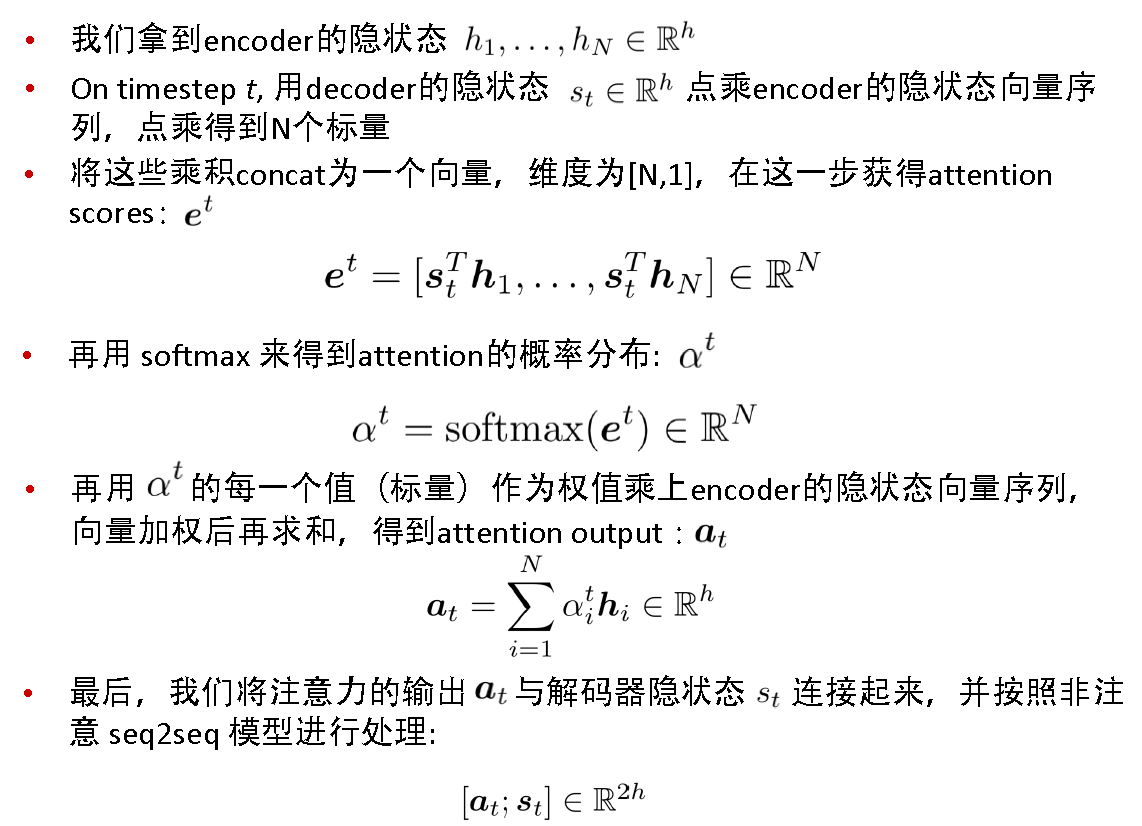 • 我们拿到encoder的隐状态 $h_1, \ldots, h_N \in \mathbb{R}^h$
• On timestep t, 用decoder的隐状态 $s_t \in \mathbb{R}^h$ 点乘encoder的隐状态向量序
列，点乘得到N个标量
• 将这些乘积concat为一个向量，维度为[N,1]，在这一步获得attention
scores： $\boldsymbol{e}^t$
$\boldsymbol{e}^t = [\boldsymbol{s}_t^T \boldsymbol{h}_1, \ldots, \boldsymbol{s}_t^T \boldsymbol{h}_N] \in \mathbb{R}^N$
• 再用 softmax 来得到attention的概率分布: $\alpha^t$
$\alpha^t = \mathrm{softmax}(\boldsymbol{e}^t) \in \mathbb{R}^N$
• 再用 $\alpha^t$ 的每一个值（标量）作为权值乘上encoder的隐状态向量序列，
向量加权后再求和，得到attention output：$\boldsymbol{a}_t$
$\boldsymbol{a}_t = \sum_{i=1}^{N} \alpha_i^t \boldsymbol{h}_i \in \mathbb{R}^h$
• 最后，我们将注意力的输出 $\boldsymbol{a}_t$ 与解码器隐状态 $s_t$ 连接起来，并按照非注
意 seq2seq 模型进行处理:
$[\boldsymbol{a}_t; \boldsymbol{s}_t] \in \mathbb{R}^{2h}$